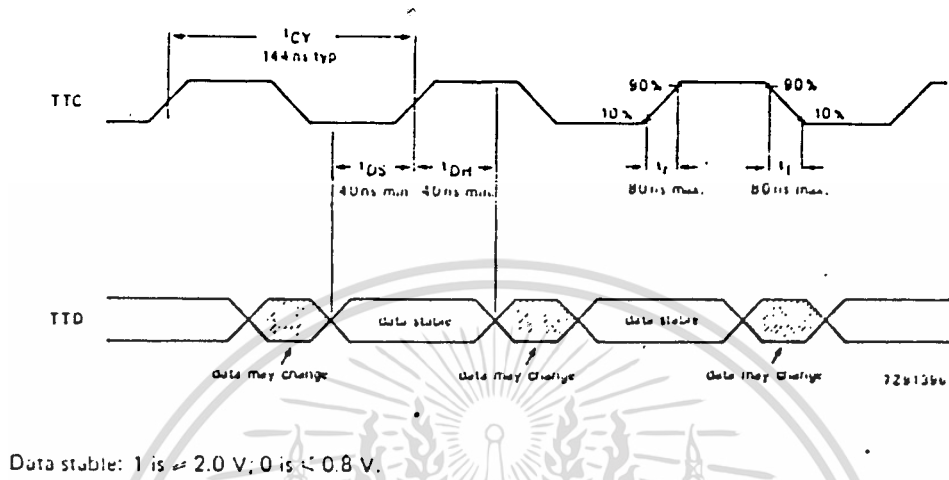 tCY
144 ns typ
TTC
90%
90%
10%
10%
tDS
tDH
tr
tf
40 ns min
40 ns min.
80 ns max.
80 ns max.
TTD
data stable
data stable
data may change
data may change
data may change
Data stable: 1 is ≥ 2.0 V; 0 is ≤ 0.8 V.